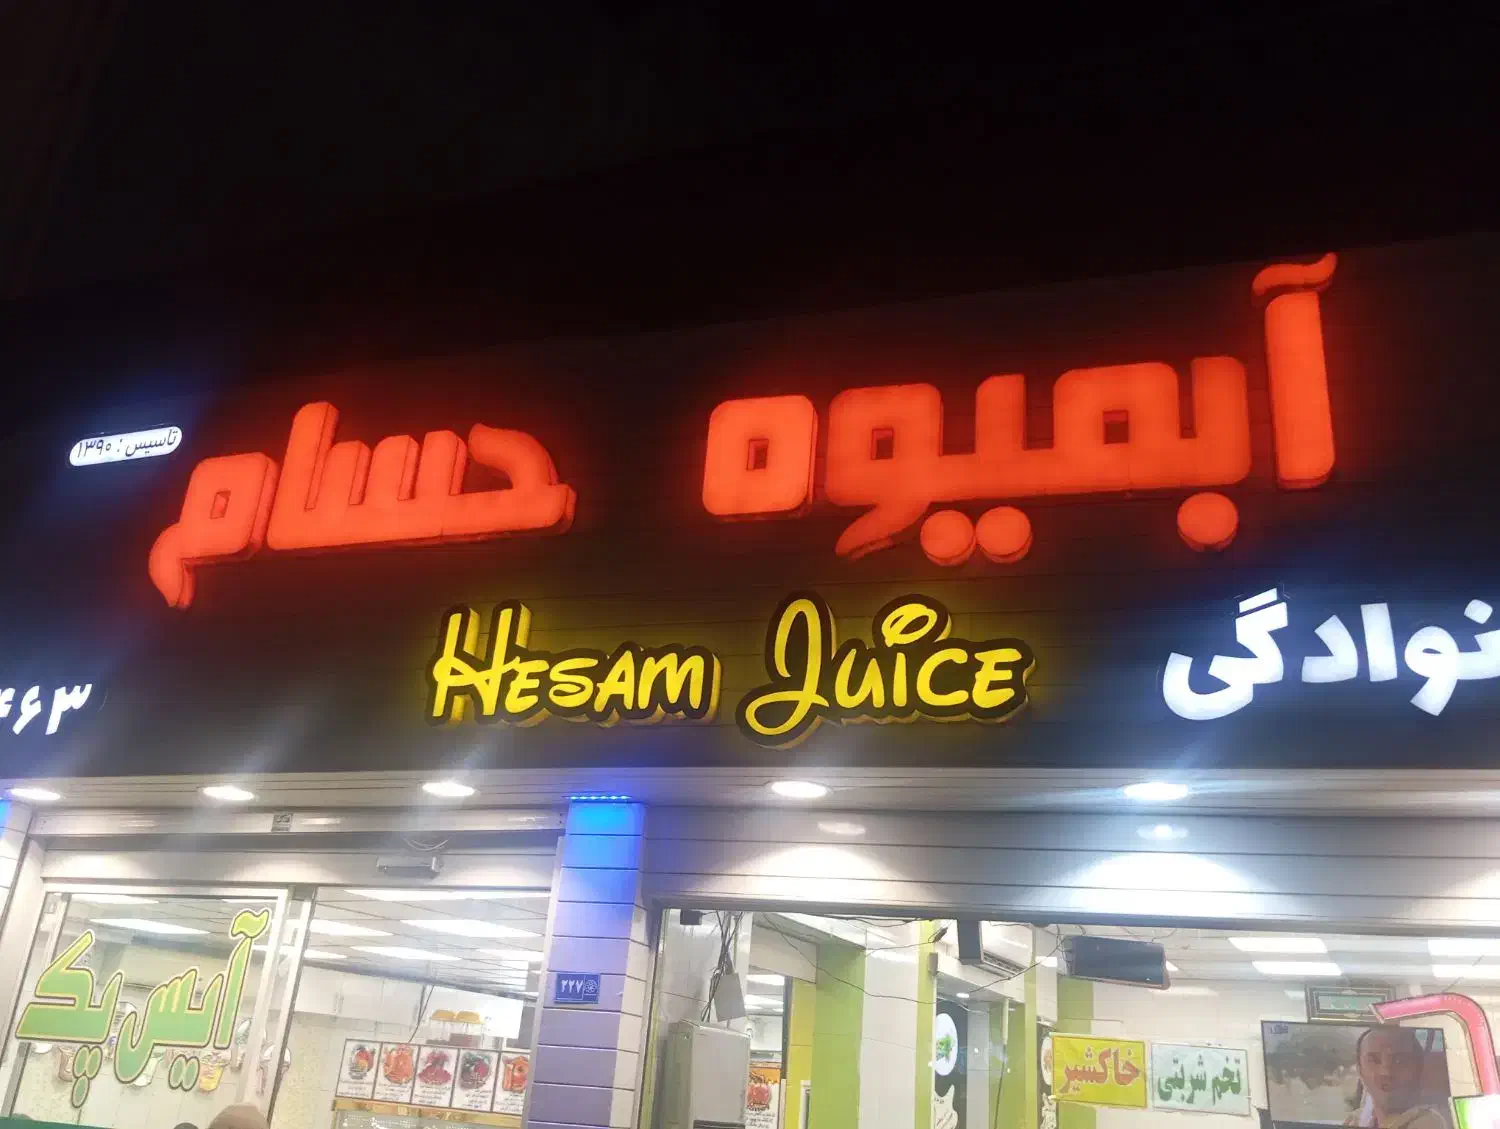 آبمیوه حسام
تاسیس : ۱۳۹۰
HESAM JUICE
نوادگی
۴۶۳
آیس پک
۲۲۷
خاکشیر
تخم شربتی